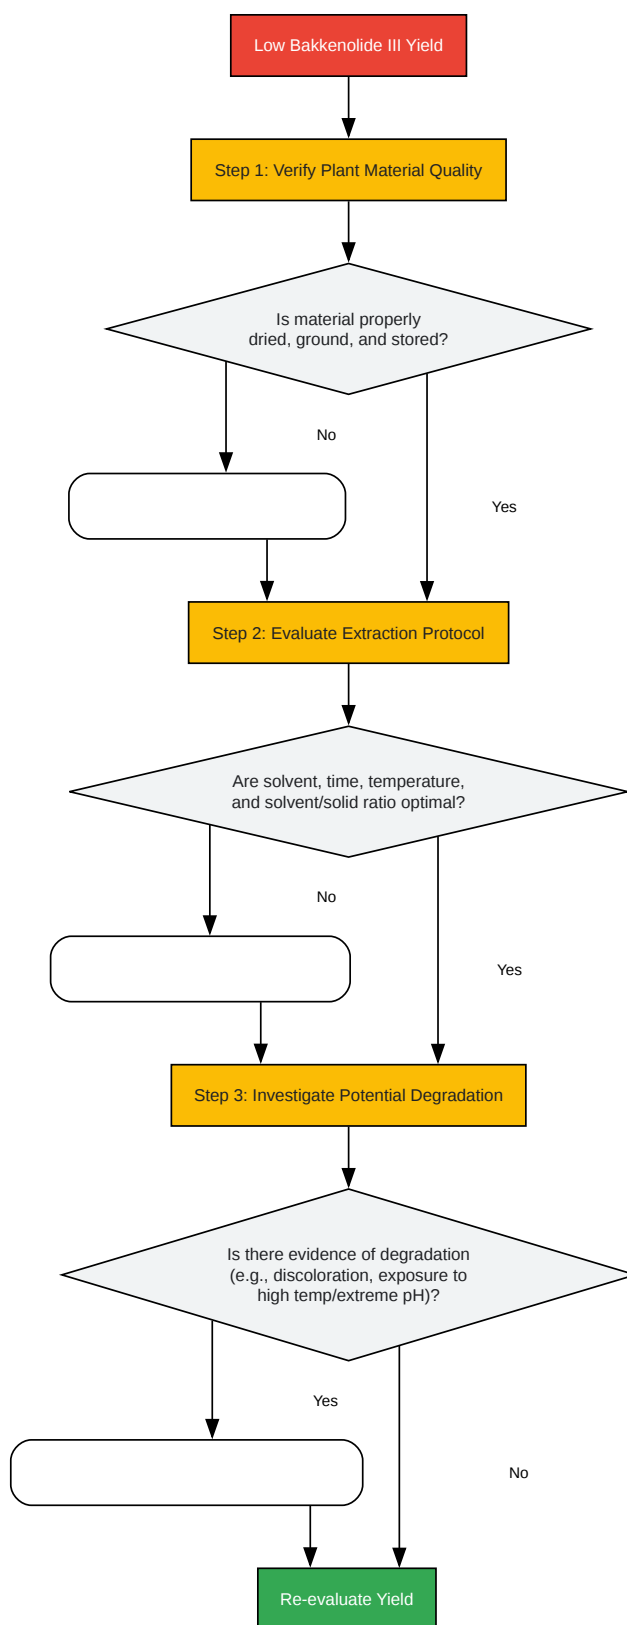 Low Bakkenolide III Yield
Step 1: Verify Plant Material Quality
Is material properly
dried, ground, and stored?
No
Yes
Step 2: Evaluate Extraction Protocol
Are solvent, time, temperature,
and solvent/solid ratio optimal?
No
Yes
Step 3: Investigate Potential Degradation
Is there evidence of degradation
(e.g., discoloration, exposure to
high temp/extreme pH)?
Yes
No
Re-evaluate Yield